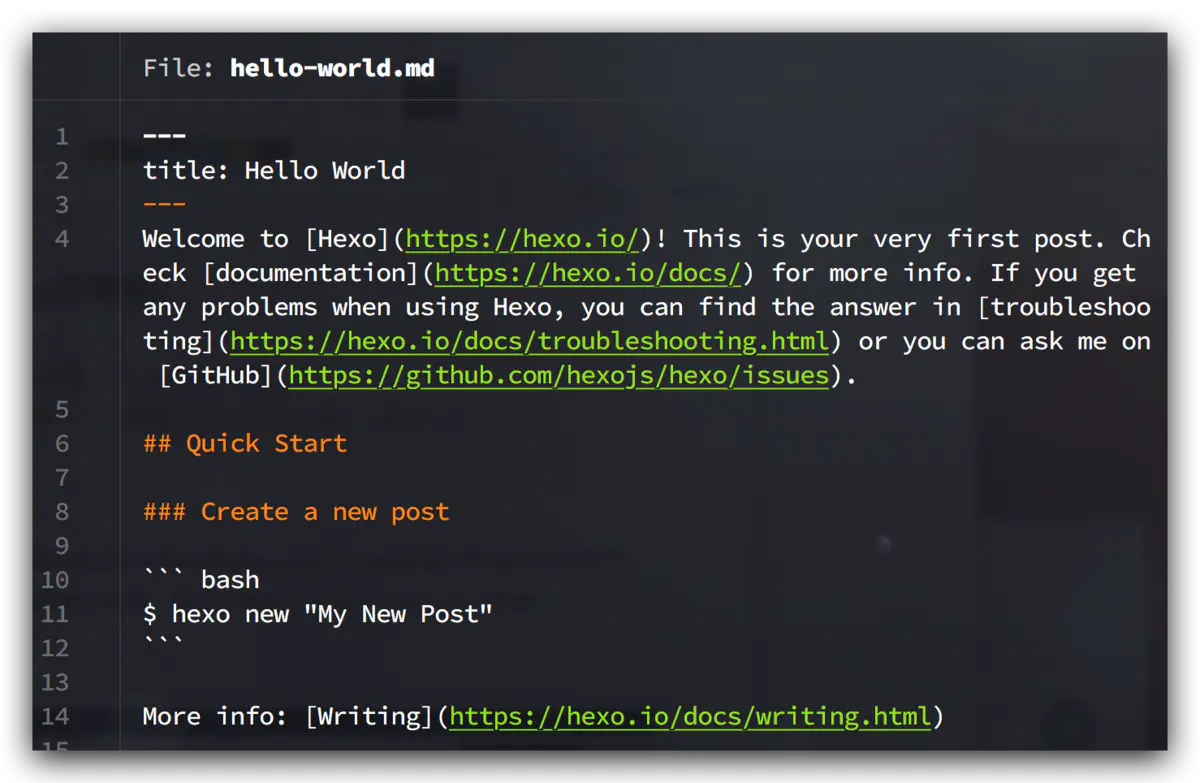 File: hello-world.md
1 ---
2 title: Hello World
3 ---
4 Welcome to [Hexo](https://hexo.io/)! This is your very first post. Ch
eck [documentation](https://hexo.io/docs/) for more info. If you get
any problems when using Hexo, you can find the answer in [troubleshoo
ting](https://hexo.io/docs/troubleshooting.html) or you can ask me on
[GitHub](https://github.com/hexojs/hexo/issues).
5
6 ## Quick Start
7
8 ### Create a new post
9
10 ``` bash
11 $ hexo new "My New Post"
12 ```
13
14 More info: [Writing](https://hexo.io/docs/writing.html)
15